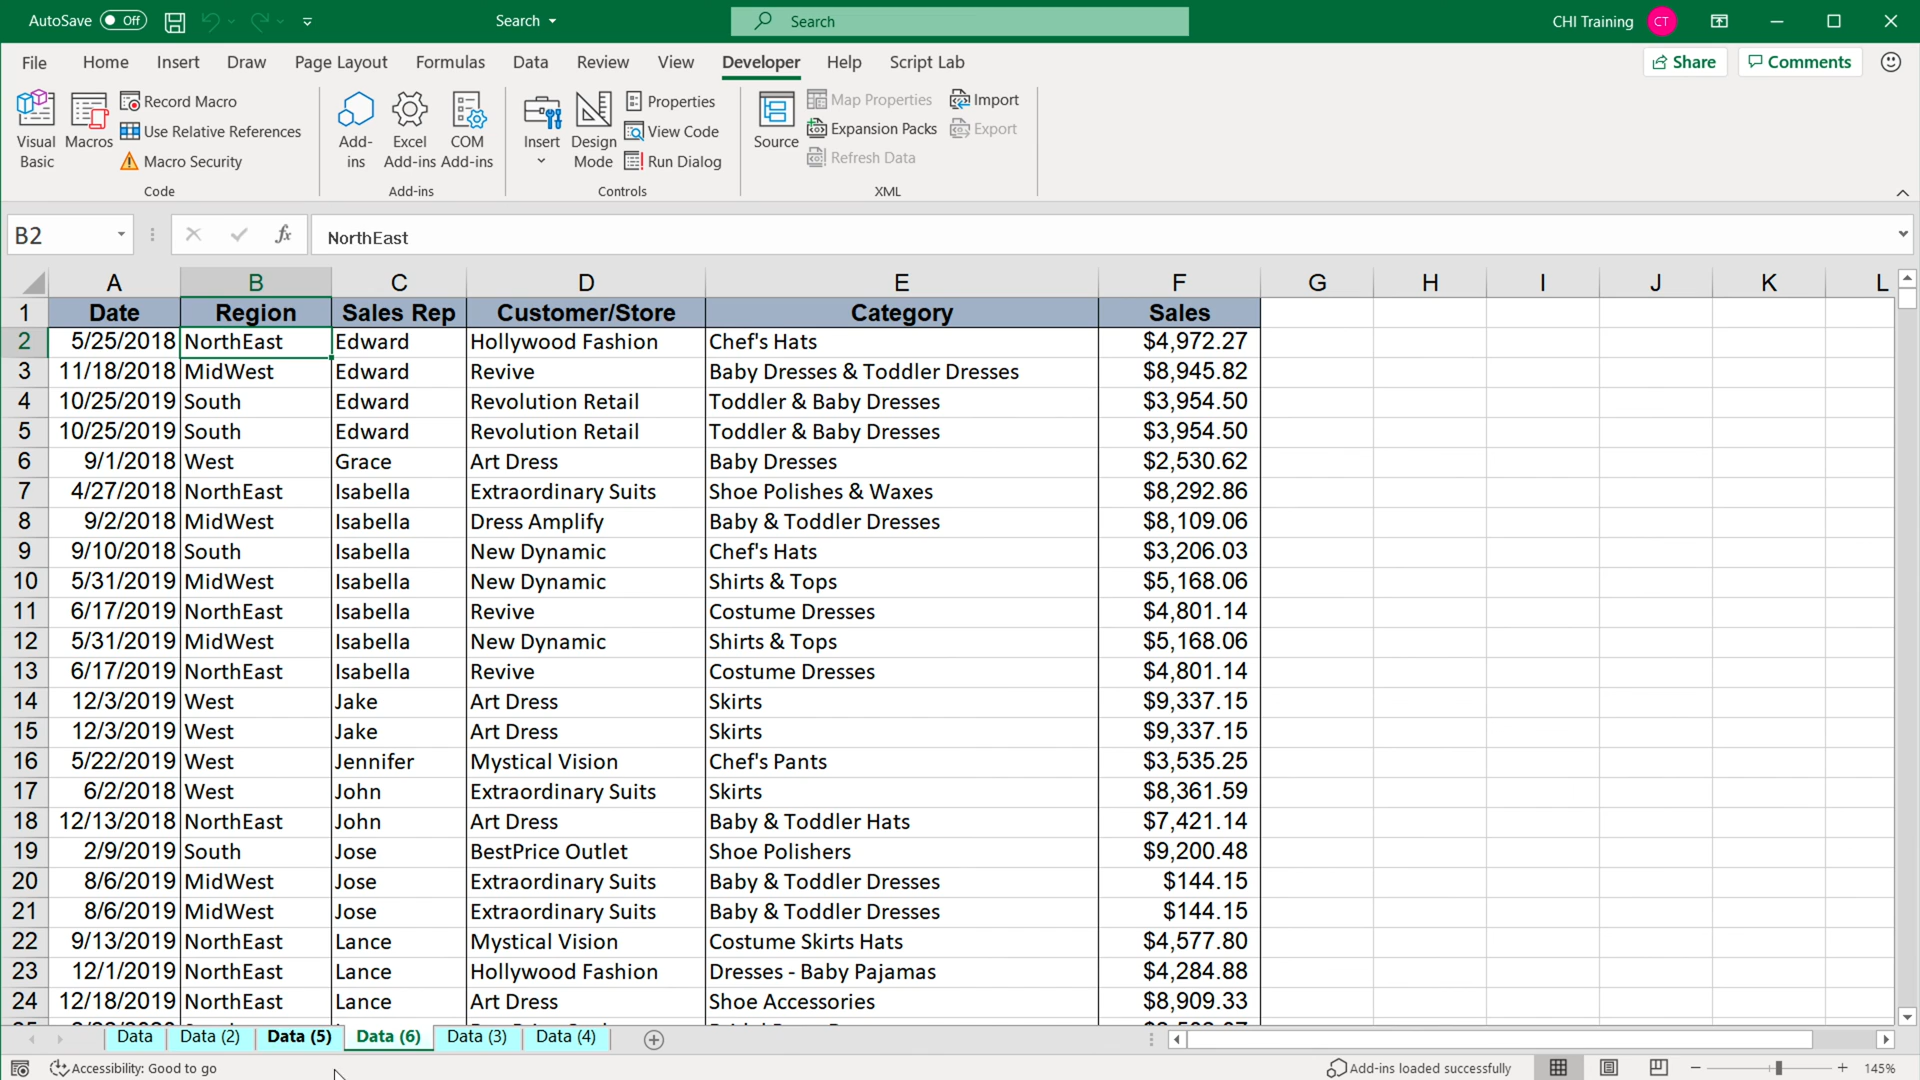 AutoSave Off Search Search CHI Training CT
File Home Insert Draw Page Layout Formulas Data Review View Developer Help Script Lab Share Comments
Visual Basic
Macros
Record Macro
Use Relative References
Macro Security
Code
Add-ins
Excel Add-ins
COM Add-ins
Add-ins
Insert
Design Mode
Properties
View Code
Run Dialog
Controls
Source
Map Properties
Expansion Packs
Refresh Data
Import
Export
XML
B2 fx NorthEast
A B C D E F G H I J K L
1 Date Region Sales Rep Customer/Store Category Sales
2 5/25/2018 NorthEast Edward Hollywood Fashion Chef's Hats $4,972.27
3 11/18/2018 MidWest Edward Revive Baby Dresses & Toddler Dresses $8,945.82
4 10/25/2019 South Edward Revolution Retail Toddler & Baby Dresses $3,954.50
5 10/25/2019 South Edward Revolution Retail Toddler & Baby Dresses $3,954.50
6 9/1/2018 West Grace Art Dress Baby Dresses $2,530.62
7 4/27/2018 NorthEast Isabella Extraordinary Suits Shoe Polishes & Waxes $8,292.86
8 9/2/2018 MidWest Isabella Dress Amplify Baby & Toddler Dresses $8,109.06
9 9/10/2018 South Isabella New Dynamic Chef's Hats $3,206.03
10 5/31/2019 MidWest Isabella New Dynamic Shirts & Tops $5,168.06
11 6/17/2019 NorthEast Isabella Revive Costume Dresses $4,801.14
12 5/31/2019 MidWest Isabella New Dynamic Shirts & Tops $5,168.06
13 6/17/2019 NorthEast Isabella Revive Costume Dresses $4,801.14
14 12/3/2019 West Jake Art Dress Skirts $9,337.15
15 12/3/2019 West Jake Art Dress Skirts $9,337.15
16 5/22/2019 West Jennifer Mystical Vision Chef's Pants $3,535.25
17 6/2/2018 West John Extraordinary Suits Skirts $8,361.59
18 12/13/2018 NorthEast John Art Dress Baby & Toddler Hats $7,421.14
19 2/9/2019 South Jose BestPrice Outlet Shoe Polishers $9,200.48
20 8/6/2019 MidWest Jose Extraordinary Suits Baby & Toddler Dresses $144.15
21 8/6/2019 MidWest Jose Extraordinary Suits Baby & Toddler Dresses $144.15
22 9/13/2019 NorthEast Lance Mystical Vision Costume Skirts Hats $4,577.80
23 12/1/2019 NorthEast Lance Hollywood Fashion Dresses - Baby Pajamas $4,284.88
24 12/18/2019 NorthEast Lance Art Dress Shoe Accessories $8,909.33
Data Data (2) Data (5) Data (6) Data (3) Data (4)
Accessibility: Good to go Add-ins loaded successfully 145%